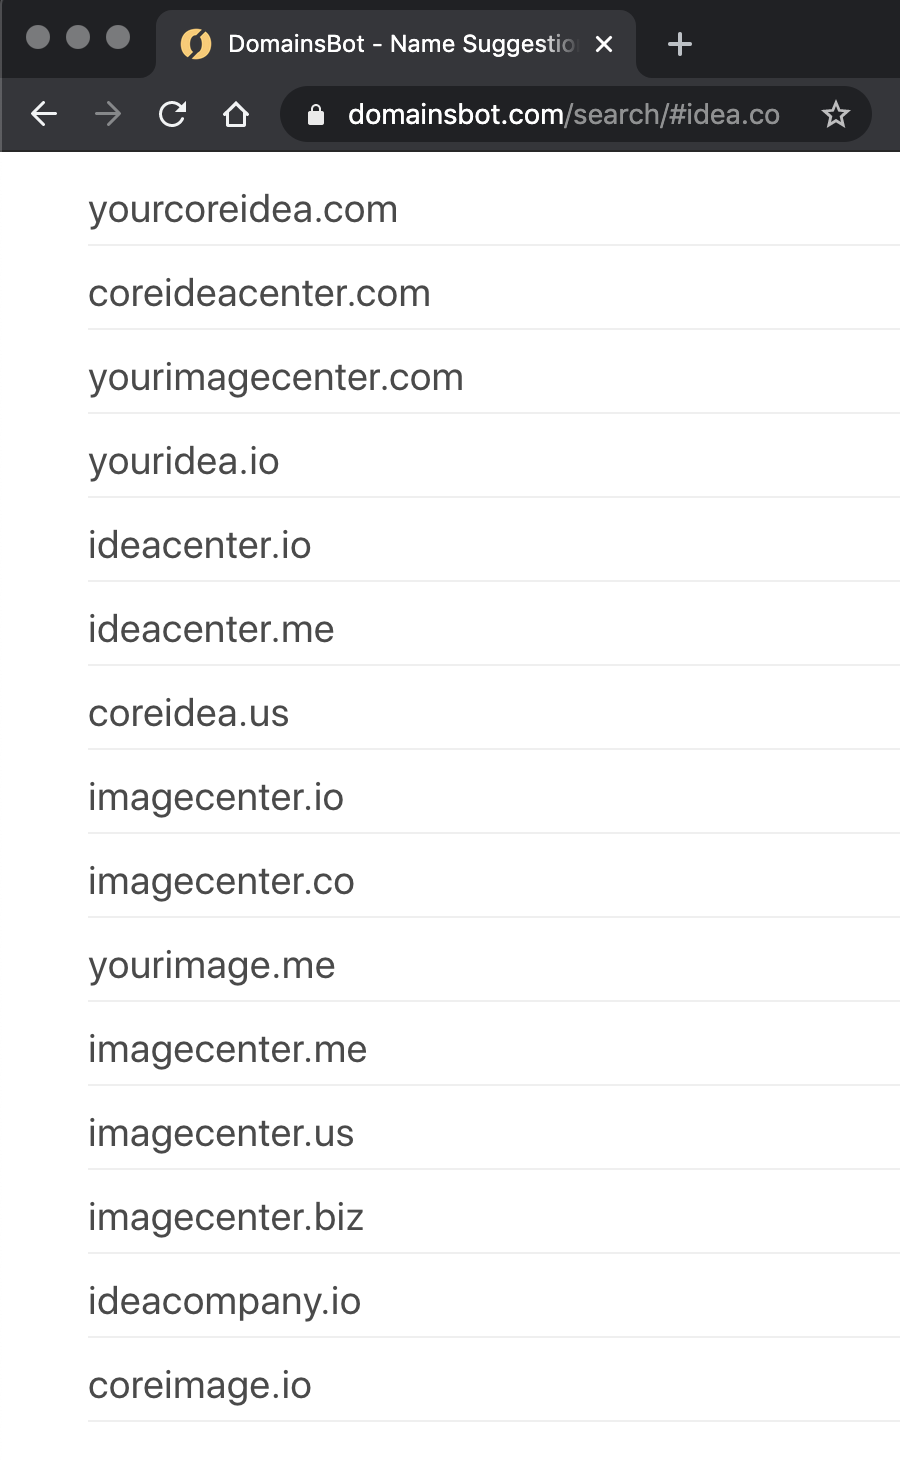 DomainsBot - Name Suggestio
domainsbot.com/search/#idea.co
yourcoreidea.com
coreideacenter.com
yourimagecenter.com
youridea.io
ideacenter.io
ideacenter.me
coreidea.us
imagecenter.io
imagecenter.co
yourimage.me
imagecenter.me
imagecenter.us
imagecenter.biz
ideacompany.io
coreimage.io